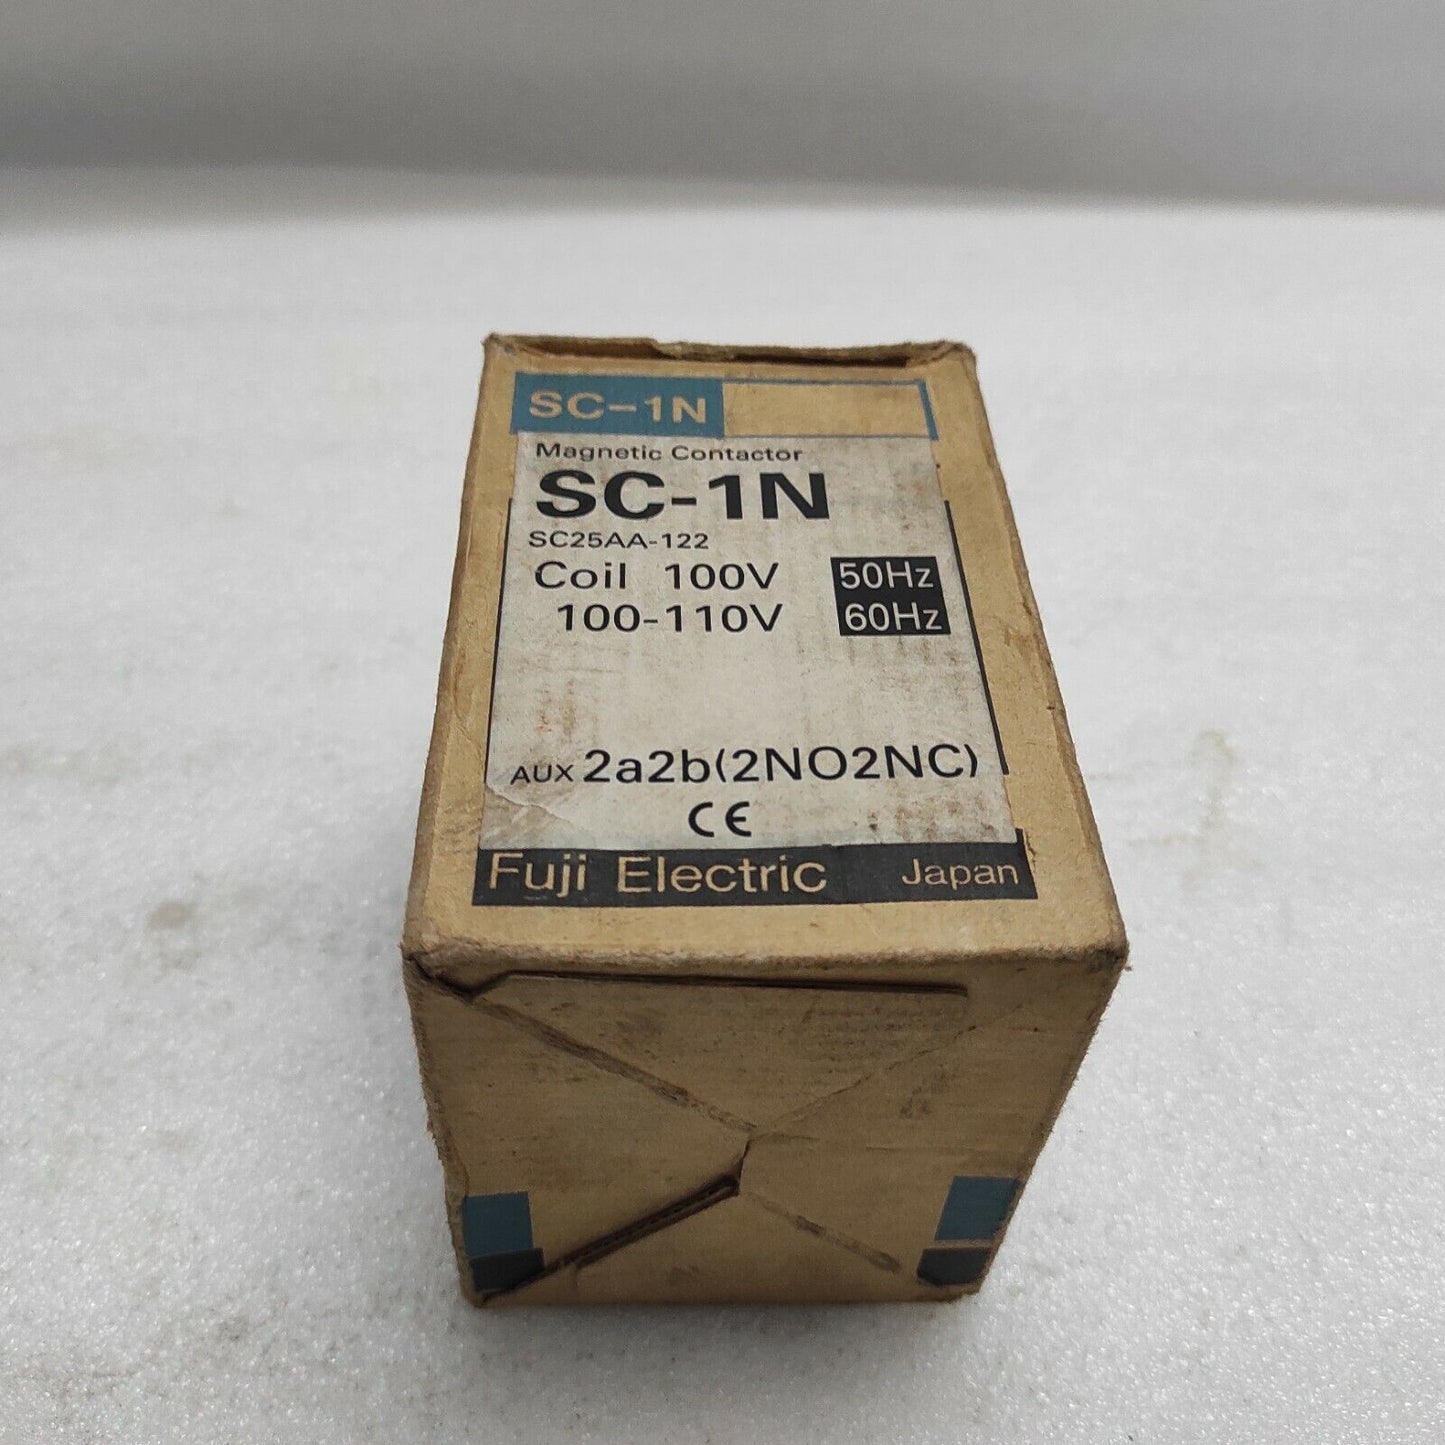 SC-1N
Magnetic Contactor
SC-1N
SC25AA-122
Coil 100V 50Hz
100-110V 60Hz
AUX 2a2b(2NO2NC)
CE
Fuji Electric Japan